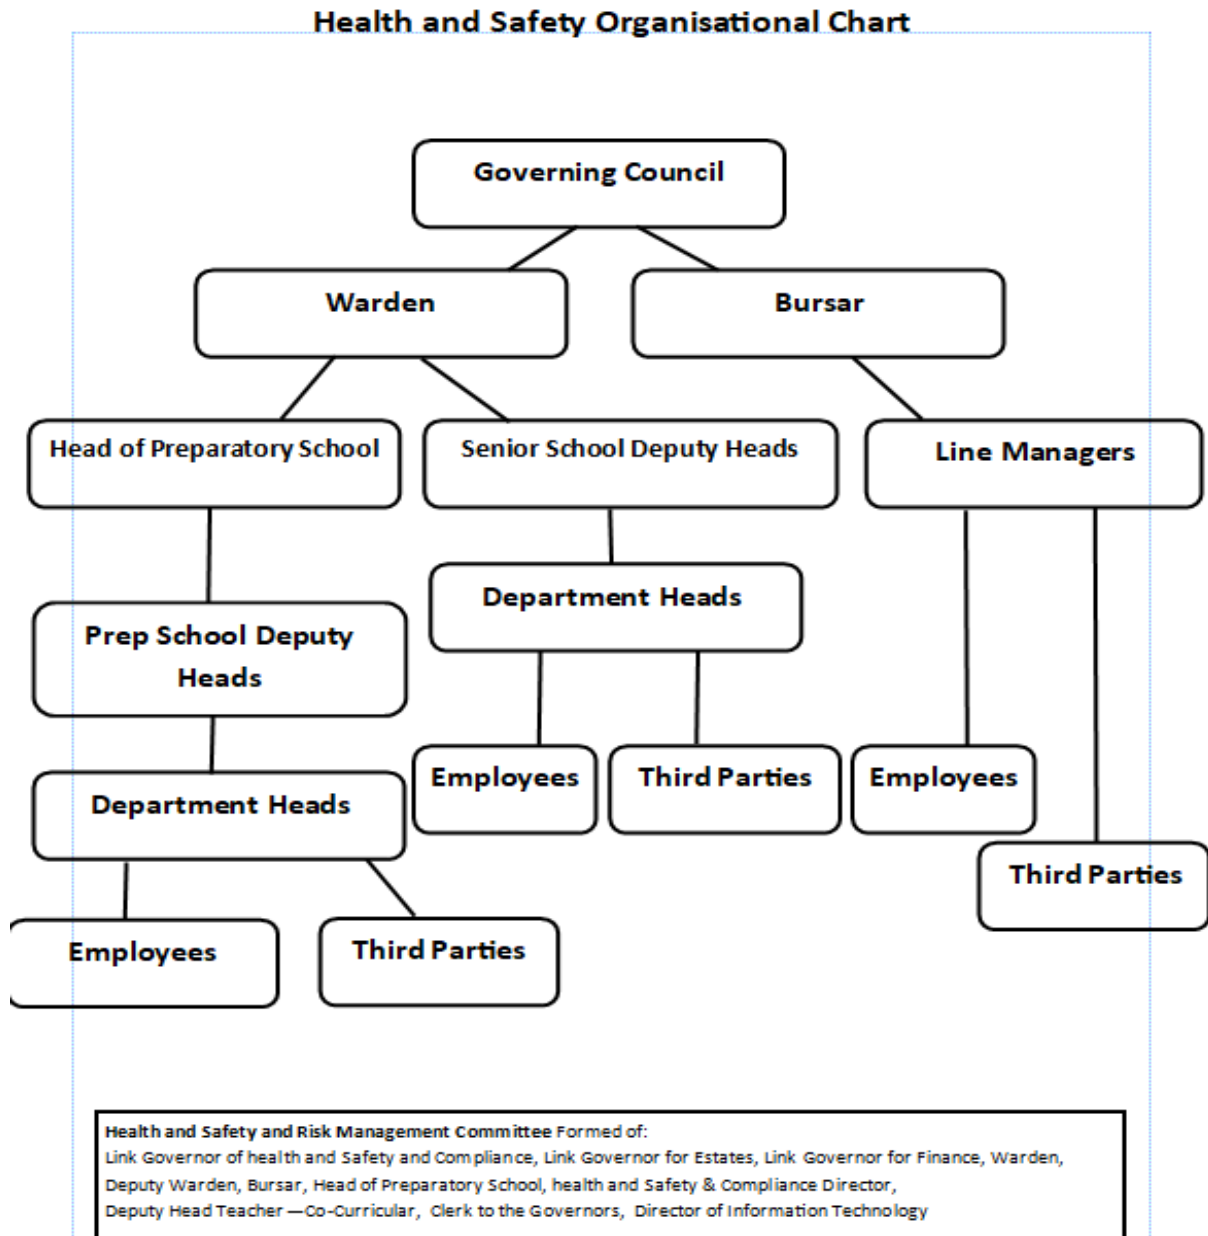 Health and Safety Organisational Chart
Governing Council
Warden
Bursar
Head of Preparatory School
Senior School Deputy Heads
Line Managers
Department Heads
Prep School Deputy
Heads
Employees
Third Parties
Employees
Department Heads
Third Parties
Employees
Third Parties
Health and Safety and Risk Management Committee Formed of:
Link Governor of health and Safety and Compliance, Link Governor for Estates, Link Governor for Finance, Warden,
Deputy Warden, Bursar, Head of Preparatory School, health and Safety & Compliance Director,
Deputy Head Teacher —Co-Curricular, Clerk to the Governors, Director of Information Technology